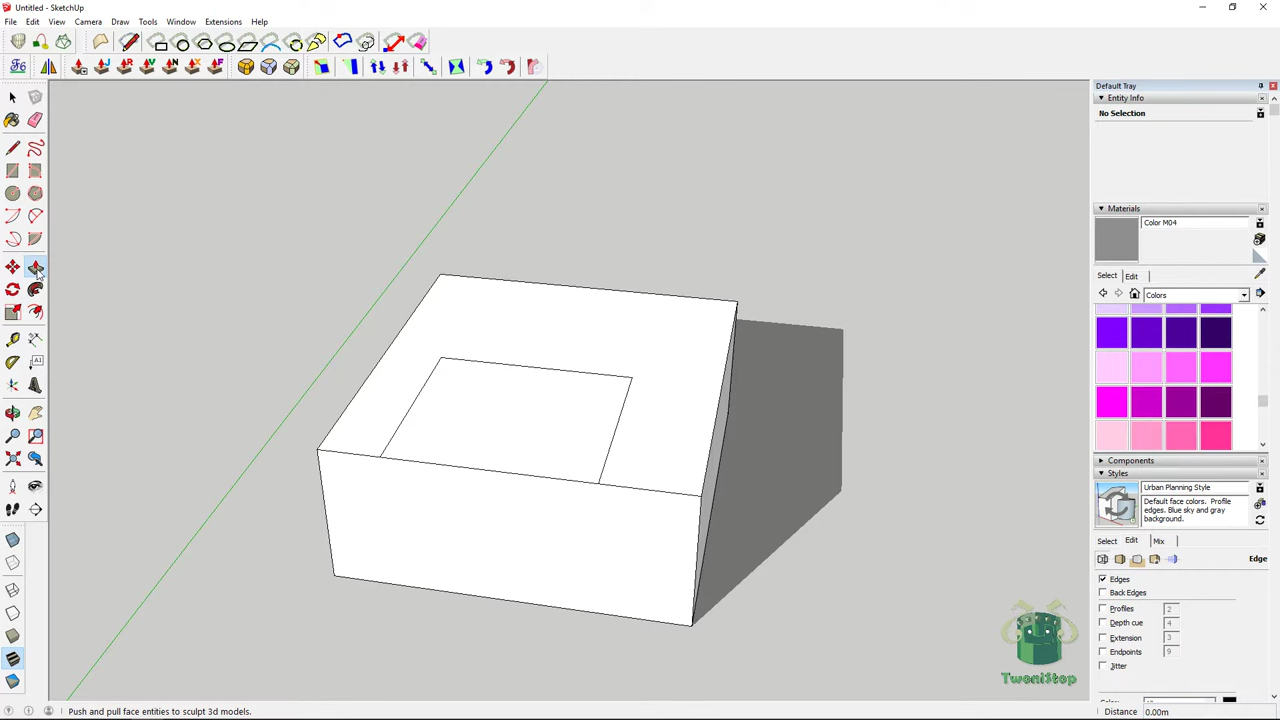 Untitled - SketchUp
File Edit View Camera Draw Tools Window Extensions Help
Default Tray
Entity Info
No Selection
Materials
Color M04
Select Edit
Colors
Components
Styles
Urban Planning Style
Default face colors. Profile
edges. Blue sky and gray
background.
Select Edit Mix
Edge
Edges
Back Edges
Profiles 2
Depth cue 4
Extension 3
Endpoints 9
Jitter
TwoniStop
Push and pull face entities to sculpt 3d models.
Distance 0.00m